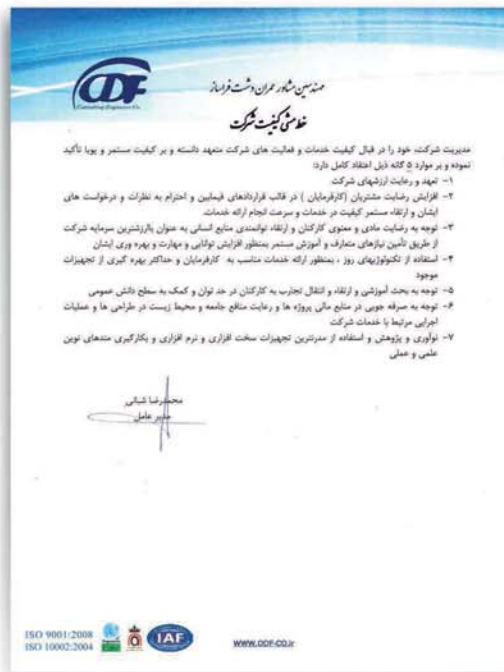 CDF
Consulting Engineers Co.
مهندسین مشاور عمران دشت فراساز
خط مشی کیفیت شرکت
مدیریت شرکت، خود را در قبال کیفیت خدمات و فعالیت های شرکت متعهد دانسته و بر کیفیت مستمر و پویا تأکید
نموده و بر موارد ۵ گانه ذیل اعتقاد کامل دارد:
۱- تعهد و رعایت ارزشهای شرکت
۲- افزایش رضایت مشتریان (کارفرمایان ) در قالب قراردادهای فیمابین و احترام به نظرات و درخواست های
ایشان و ارتقاء مستمر کیفیت در خدمات و سرعت انجام ارائه خدمات.
۳- توجه به رضایت مادی و معنوی کارکنان و ارتقاء توانمندی منابع انسانی به عنوان باارزشترین سرمایه شرکت
از طریق تأمین نیازهای متعارف و آموزش مستمر بمنظور افزایش توانایی و مهارت و بهره وری ایشان
۴- استفاده از تکنولوژیهای روز ، بمنظور ارائه خدمات مناسب به کارفرمایان و حداکثر بهره گیری از تجهیزات
موجود
۵- توجه به بحث آموزشی و ارتقاء و انتقال تجارب به کارکنان در حد توان و کمک به سطح دانش عمومی
۶- توجه به صرفه جویی در منابع مالی پروژه ها و رعایت منافع جامعه و محیط زیست در طراحی ها و عملیات
اجرایی مرتبط با خدمات شرکت
۷- نوآوری و پژوهش و استفاده از مدرنترین تجهیزات سخت افزاری و نرم افزاری و بکارگیری متدهای نوین
علمی و عملی
محمدرضا شبانی
مدیر عامل
ISO 9001:2008
ISO 10002:2004
IAF
www.DDF-CO.ir